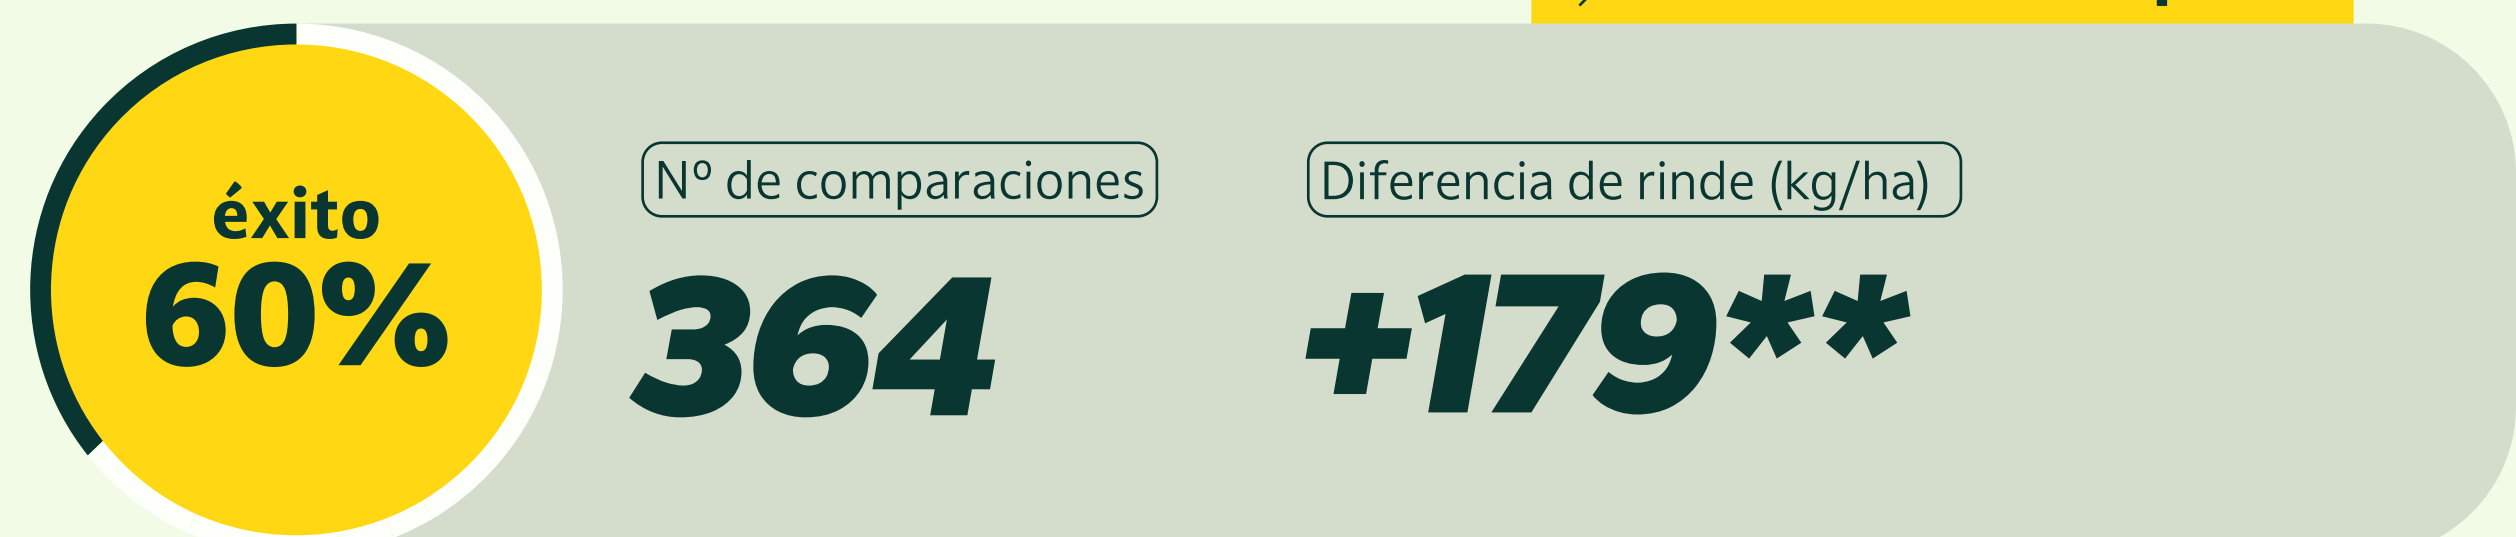 éxito
60%
Nº de comparaciones
364
Diferencia de rinde (kg/ha)
+179**